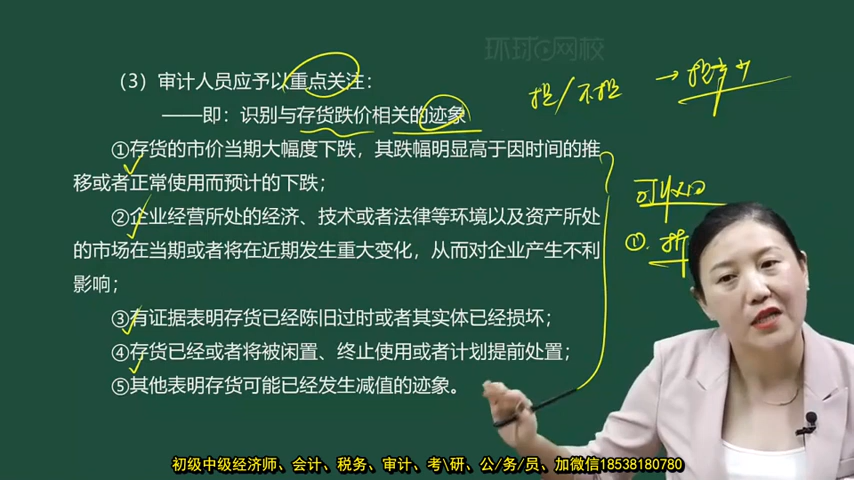 环球网校
（3）审计人员应予以重点关注：
——即：识别与存货跌价相关的迹象
①存货的市价当期大幅度下跌，其跌幅明显高于因时间的推
移或者正常使用而预计的下跌；
②企业经营所处的经济、技术或者法律等环境以及资产所处
的市场在当期或者将在近期发生重大变化，从而对企业产生不利
影响；
③有证据表明存货已经陈旧过时或者其实体已经损坏；
④存货已经或者将被闲置、终止使用或者计划提前处置；
⑤其他表明存货可能已经发生减值的迹象。
可收回
①.
初级中级经济师、会计、税务、审计、考\研、公/务/员、加微信18538180780